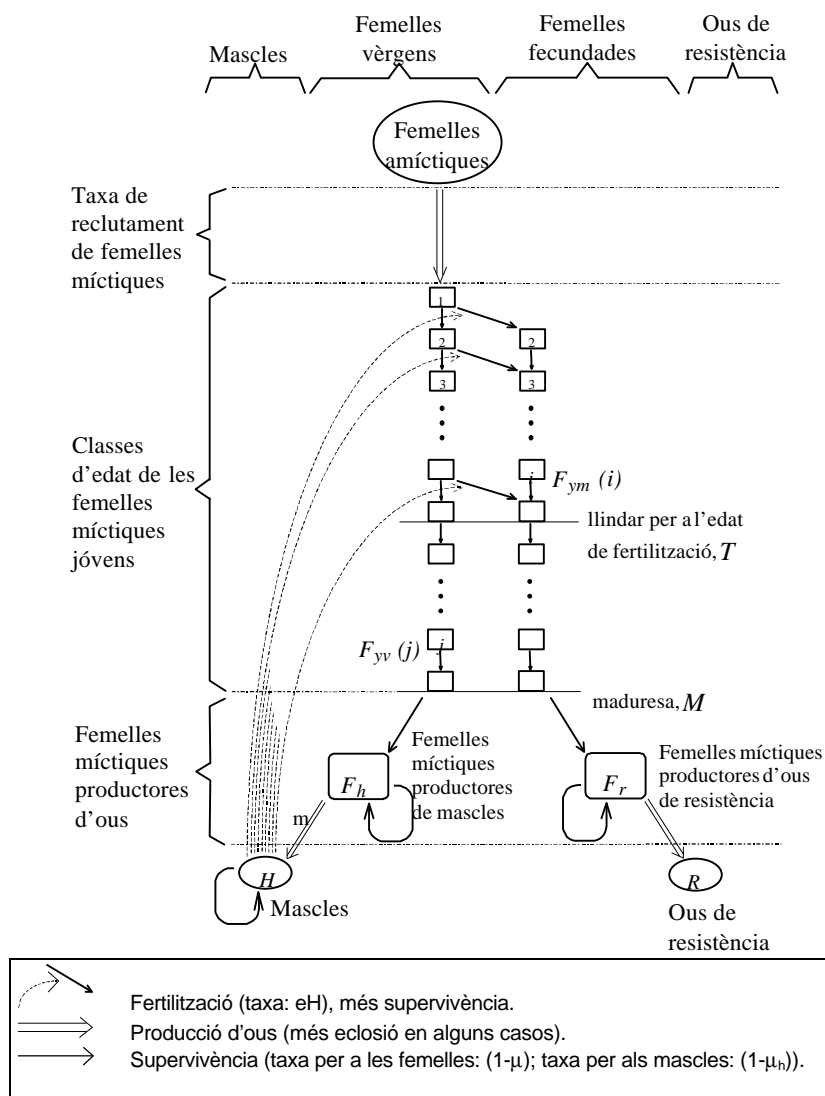 Mascles
Femelles
vèrgens
Femelles
fecundades
Ous de
resistència
Femelles
amíctiques
Taxa de
reclutament
de femelles
míctiques
1
2
2
3
3
Classes
d'edat de les
femelles
míctiques
jóvens
i
F_ym (i)
llindar per a l'edat
de fertilització, T
F_yv (j)
j
maduresa, M
Femelles
míctiques
productores
d'ous
Femelles
míctiques
productores
de mascles
F_h
m
Femelles míctiques
productores d'ous
de resistència
F_r
H
Mascles
R
Ous de
resistència
Fertilització (taxa: eH), més supervivència.
Producció d'ous (més eclosió en alguns casos).
Supervivència (taxa per a les femelles: (1-μ); taxa per als mascles: (1-μh)).